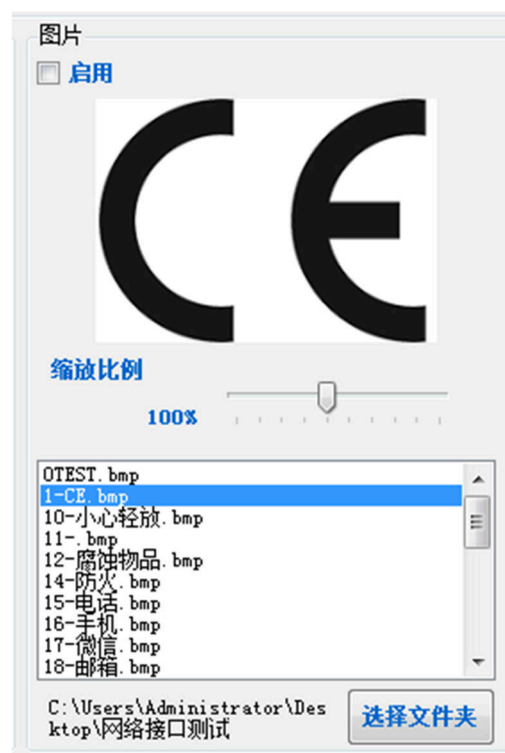 图片
启用
CE
缩放比例
100%
OTEST.bmp
1-CE.bmp
10-小心轻放.bmp
11-.bmp
12-腐蚀物品.bmp
14-防火.bmp
15-电话.bmp
16-手机.bmp
17-微信.bmp
18-邮箱.bmp
C:\Users\Administrator\Des
ktop\网络接口测试
选择文件夹